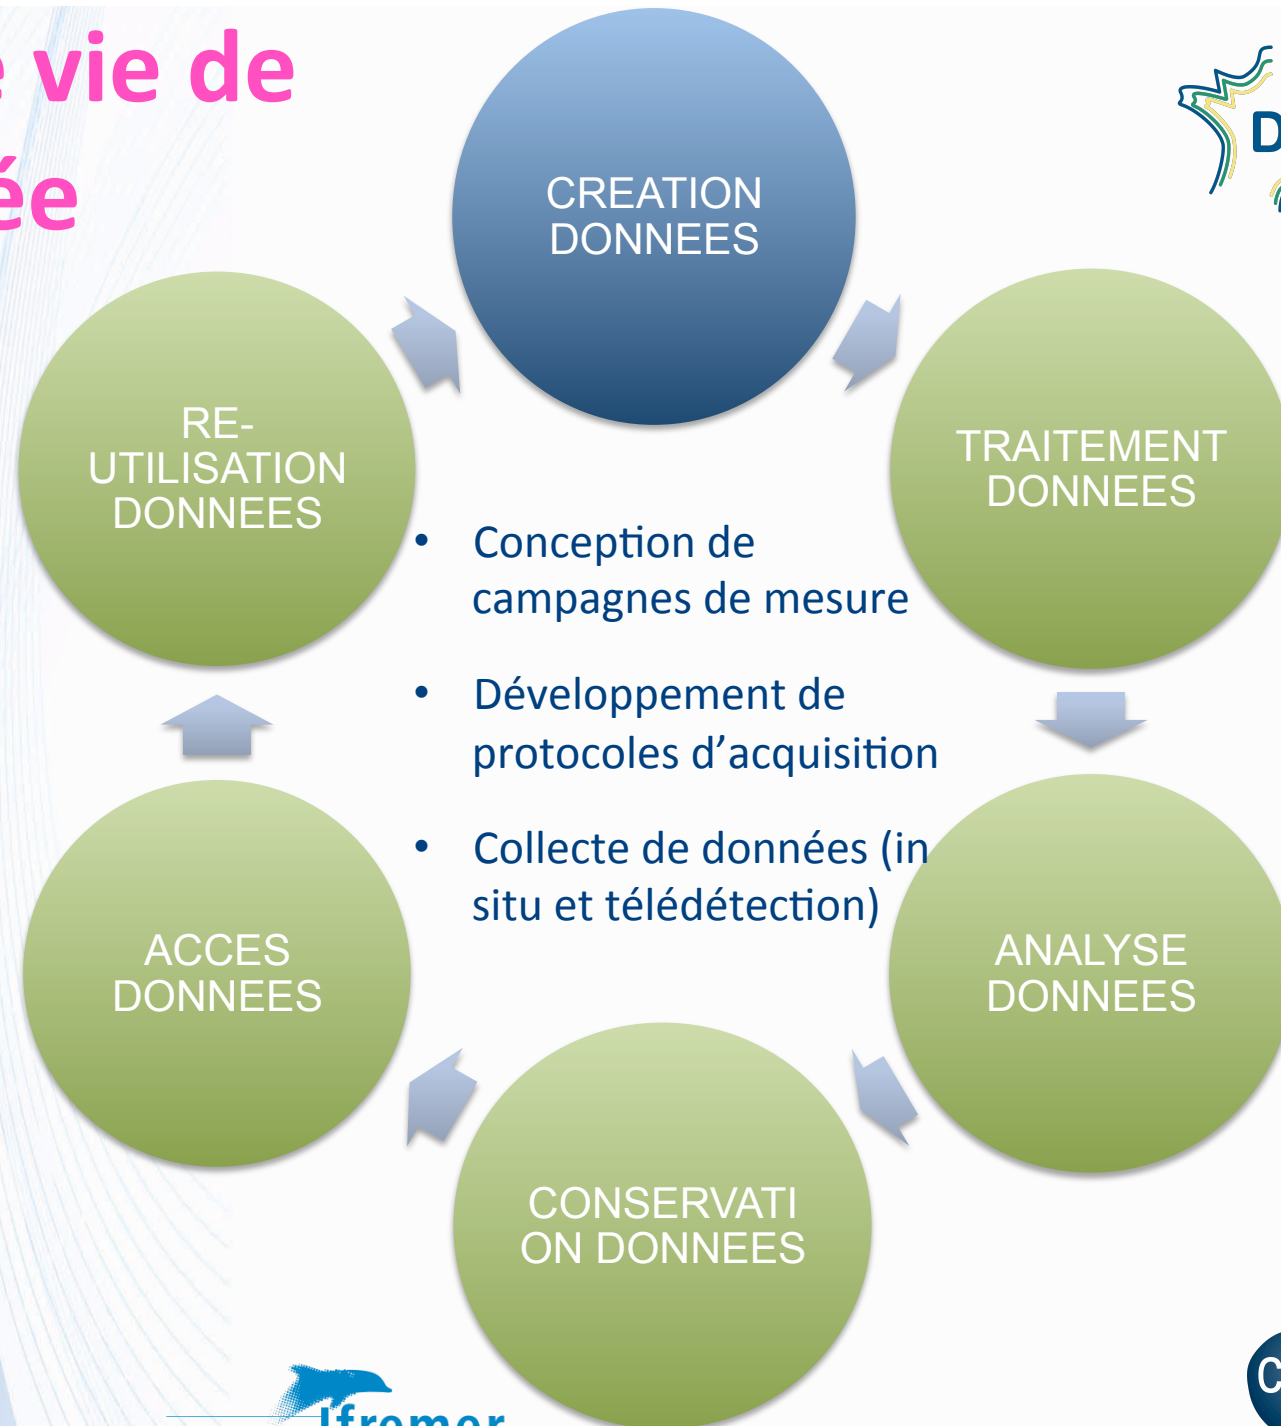 e vie de
ée
D
CREATION
DONNEES
RE-
UTILISATION
DONNEES
TRAITEMENT
DONNEES
• Conception de
campagnes de mesure
• Développement de
protocoles d’acquisition
• Collecte de données (in
situ et télédétection)
ACCES
DONNEES
ANALYSE
DONNEES
CONSERVATI
ON DONNEES
Ifremer
C